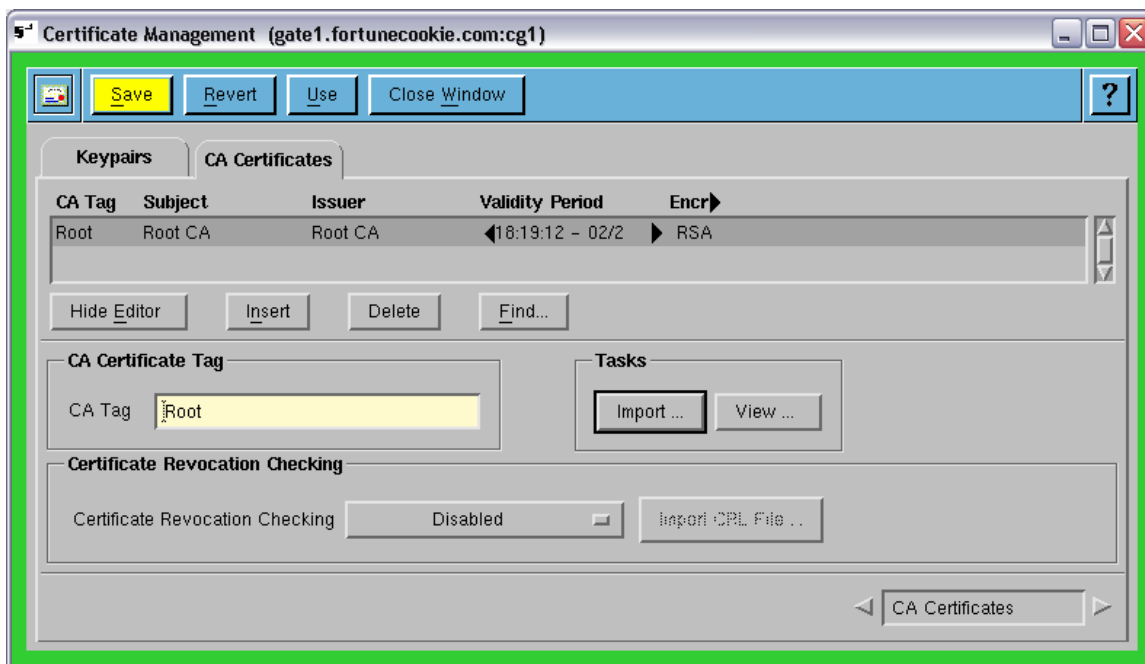 Certificate Management (gate1.fortunecookie.com:cg1)
Save Revert Use Close Window ?
Keypairs CA Certificates
CA Tag Subject Issuer Validity Period Encr
Root Root CA Root CA 18:19:12 - 02/2 RSA
Hide Editor Insert Delete Find...
CA Certificate Tag Tasks
CA Tag Root Import ... View ...
Certificate Revocation Checking
Certificate Revocation Checking Disabled Import CRL File ...
CA Certificates